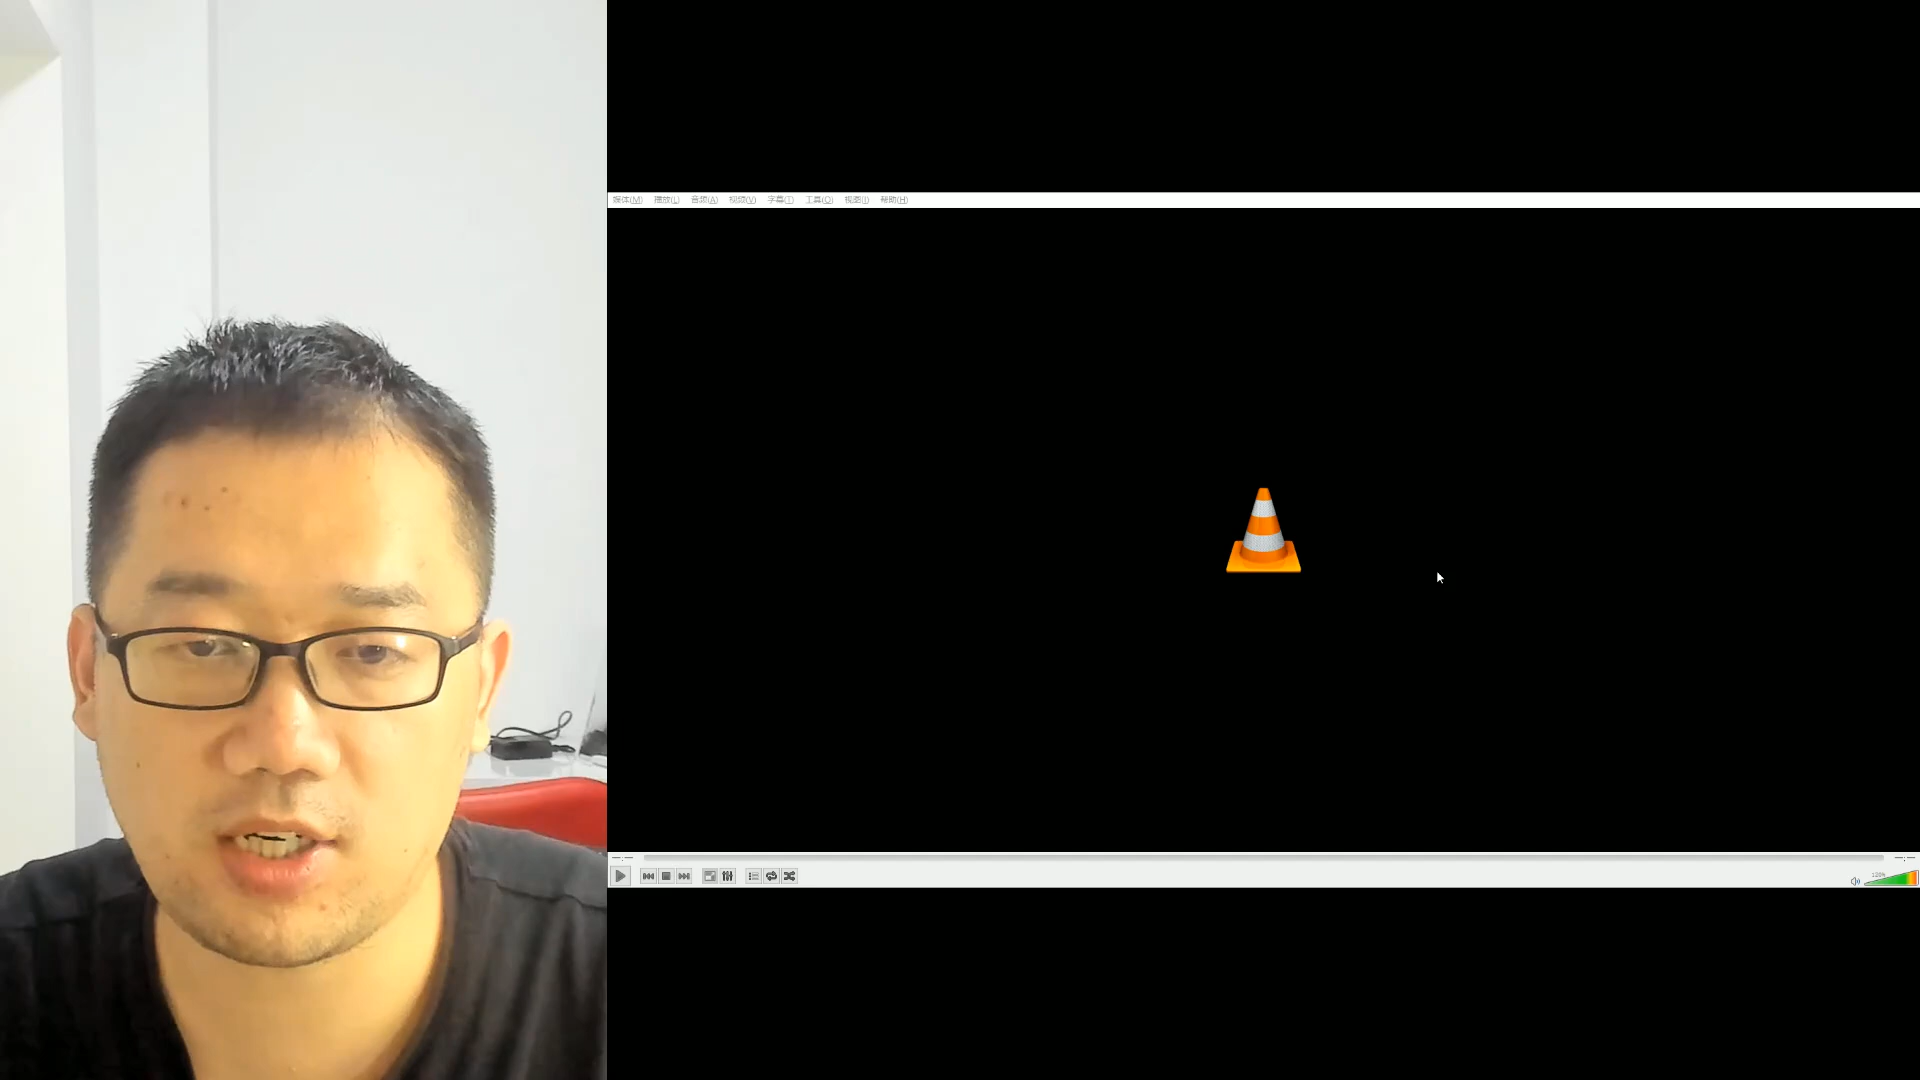 媒体(M) 播放(L) 音频(A) 视频(V) 字幕(T) 工具(O) 视图(I) 帮助(H)
--:-- --:--